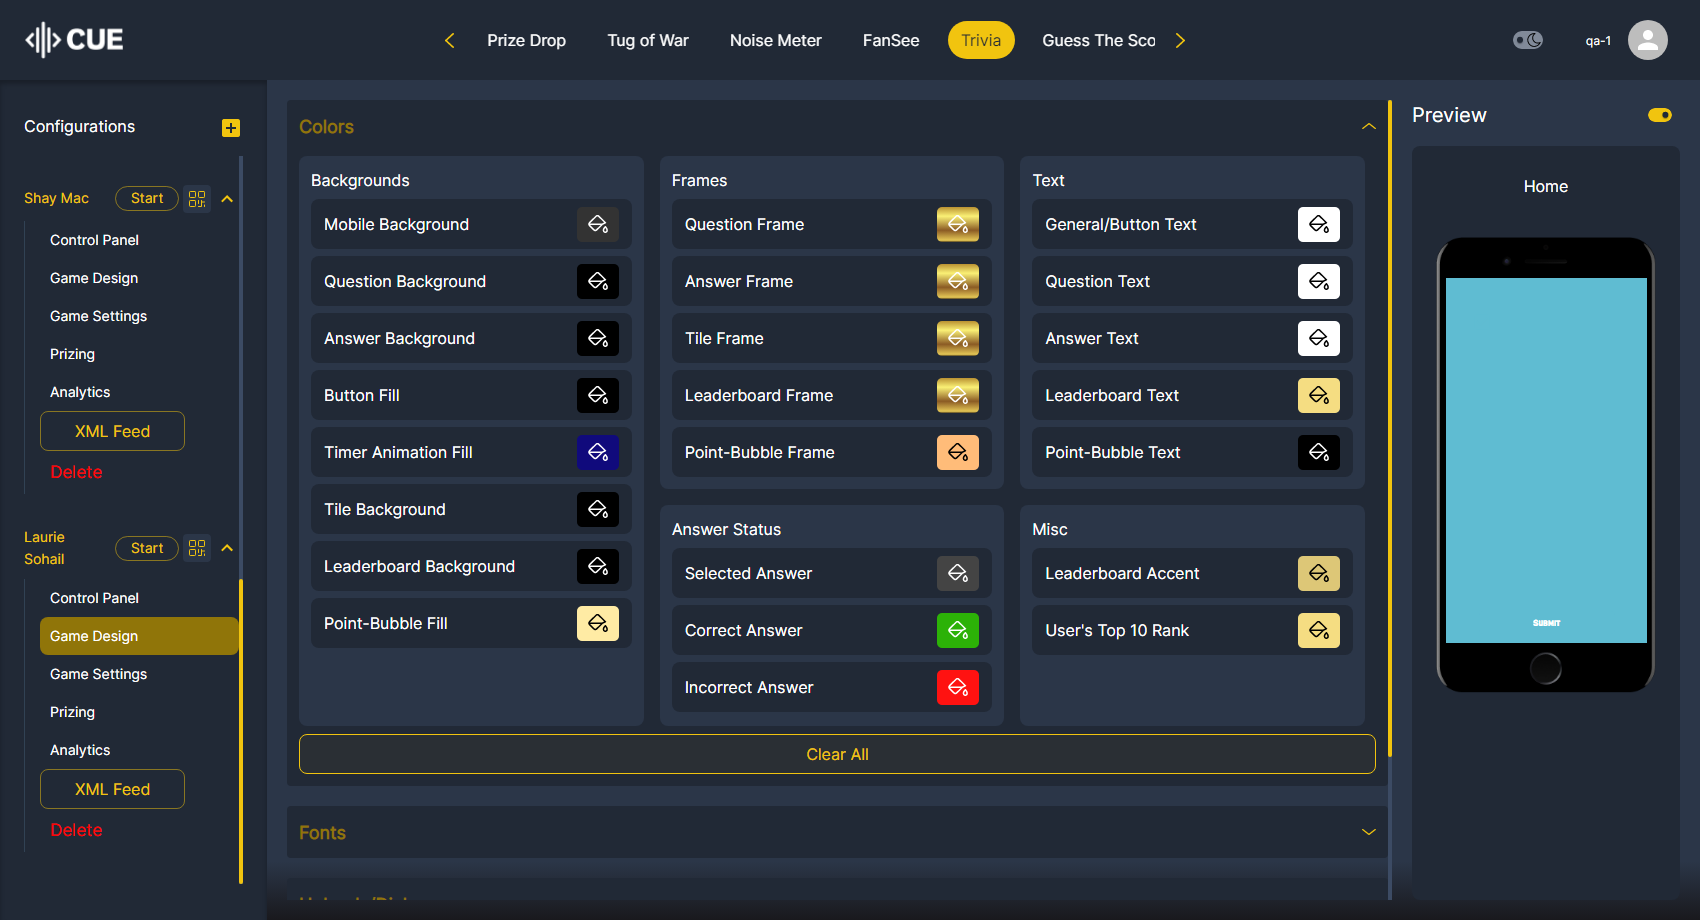 CUE
Prize Drop
Tug of War
Noise Meter
FanSee
Trivia
Guess The Sco
qa-1
Configurations
Shay Mac
Start
Control Panel
Game Design
Game Settings
Prizing
Analytics
XML Feed
Delete
Laurie
Sohail
Start
Control Panel
Game Design
Game Settings
Prizing
Analytics
XML Feed
Delete
Colors
Backgrounds
Mobile Background
Question Background
Answer Background
Button Fill
Timer Animation Fill
Tile Background
Leaderboard Background
Point-Bubble Fill
Frames
Question Frame
Answer Frame
Tile Frame
Leaderboard Frame
Point-Bubble Frame
Text
General/Button Text
Question Text
Answer Text
Leaderboard Text
Point-Bubble Text
Answer Status
Selected Answer
Correct Answer
Incorrect Answer
Misc
Leaderboard Accent
User's Top 10 Rank
Clear All
Fonts
Preview
Home
SUBMIT